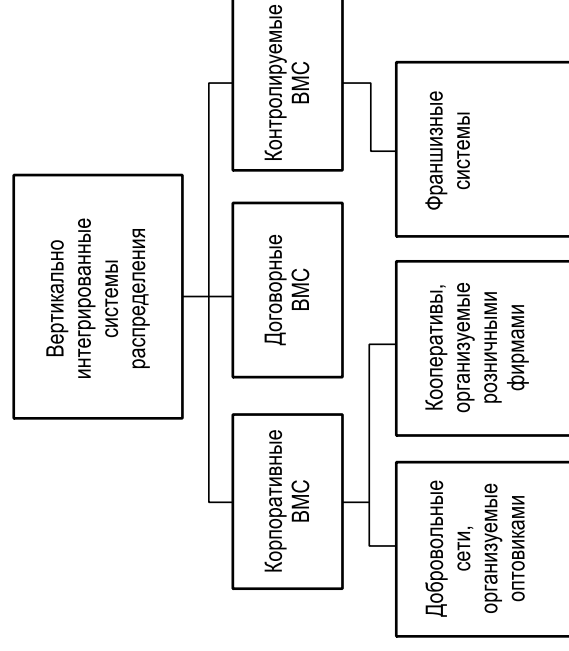 Вертикально
интегрированные
системы
распределения
Корпоративные
ВМС
Договорные
ВМС
Контролируемые
ВМС
Добровольные
сети,
организуемые
оптовиками
Кооперативы,
организуемые
розничными
фирмами
Франшизные
системы